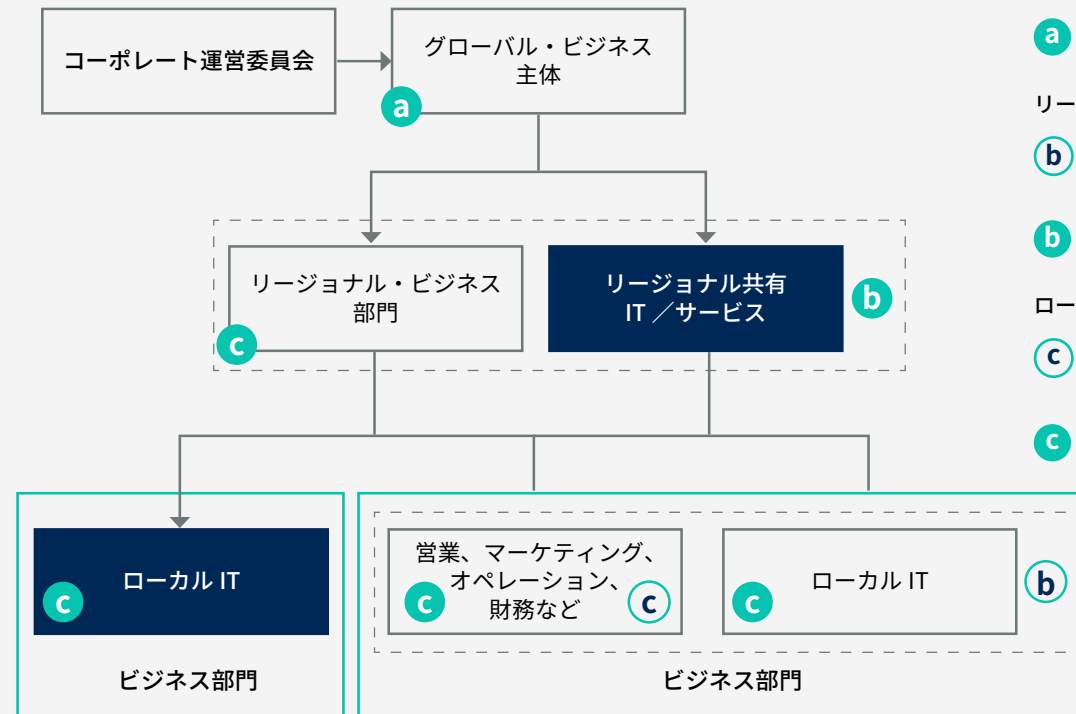 コーポレート運営委員会
グローバル・ビジネス
主体
a
a
リー
b
リージョナル・ビジネス
部門
c
リージョナル共有
IT ／サービス
b
b
ロー
c
c
ローカル IT
c
営業、マーケティング、
オペレーション、
財務など
c
c
ローカル IT
c
b
ビジネス部門
ビジネス部門